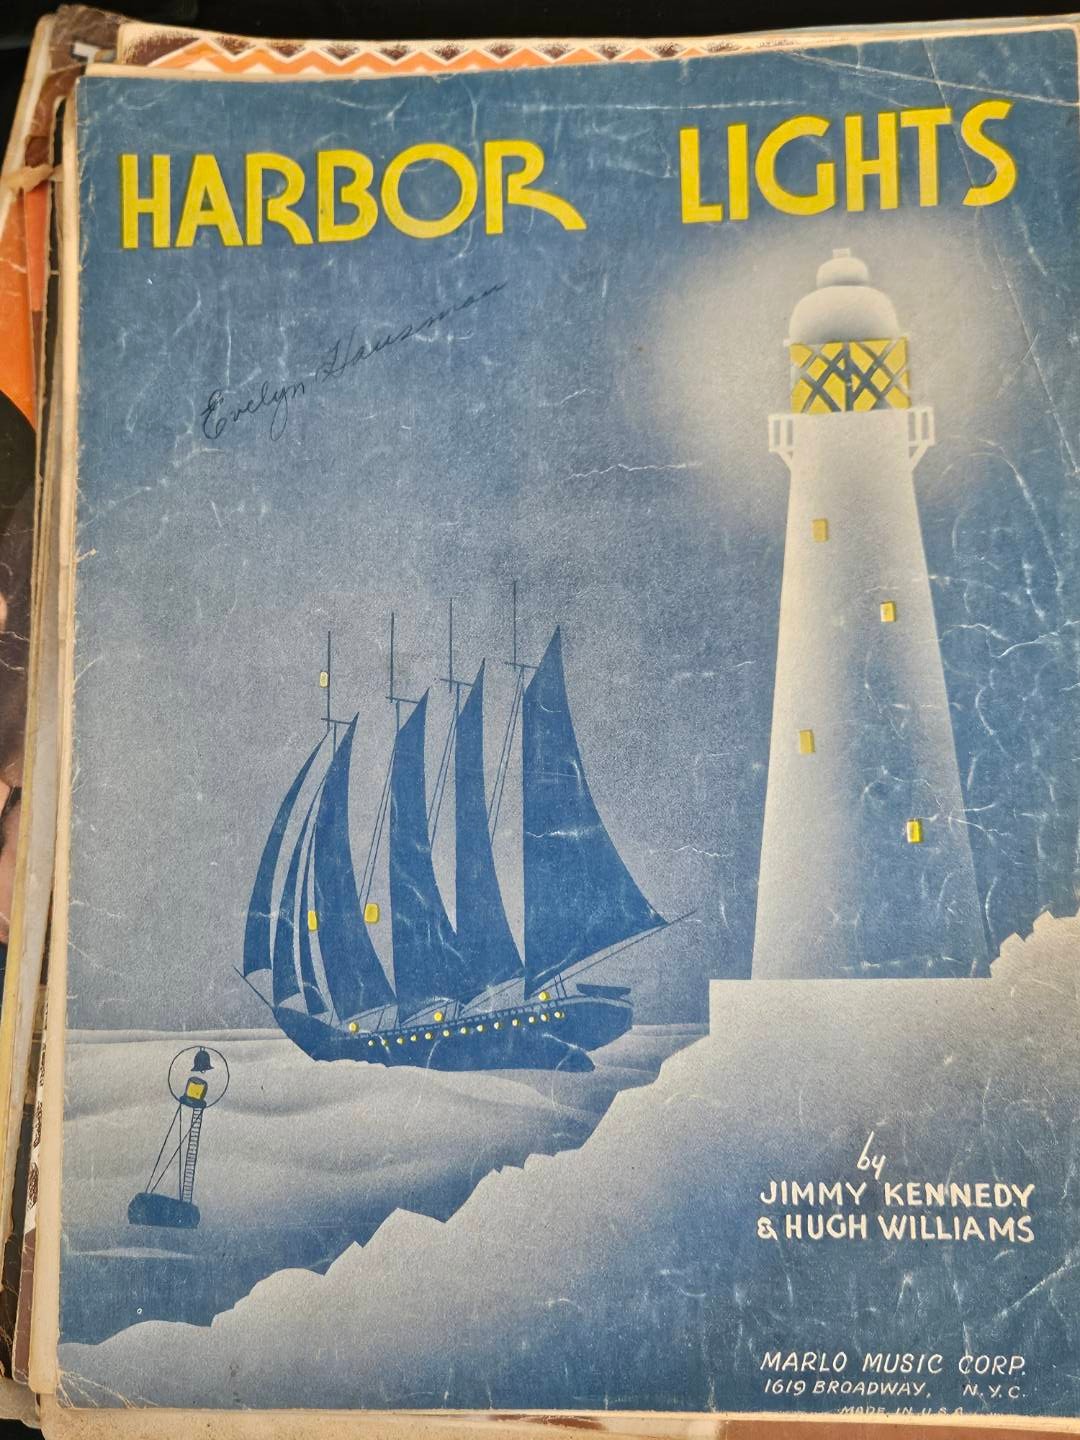 HARBOR LIGHTS
Evelyn Hausman
by
JIMMY KENNEDY
& HUGH WILLIAMS
MARLO MUSIC CORP.
1619 BROADWAY, N.Y.C.
MADE IN U.S.A.